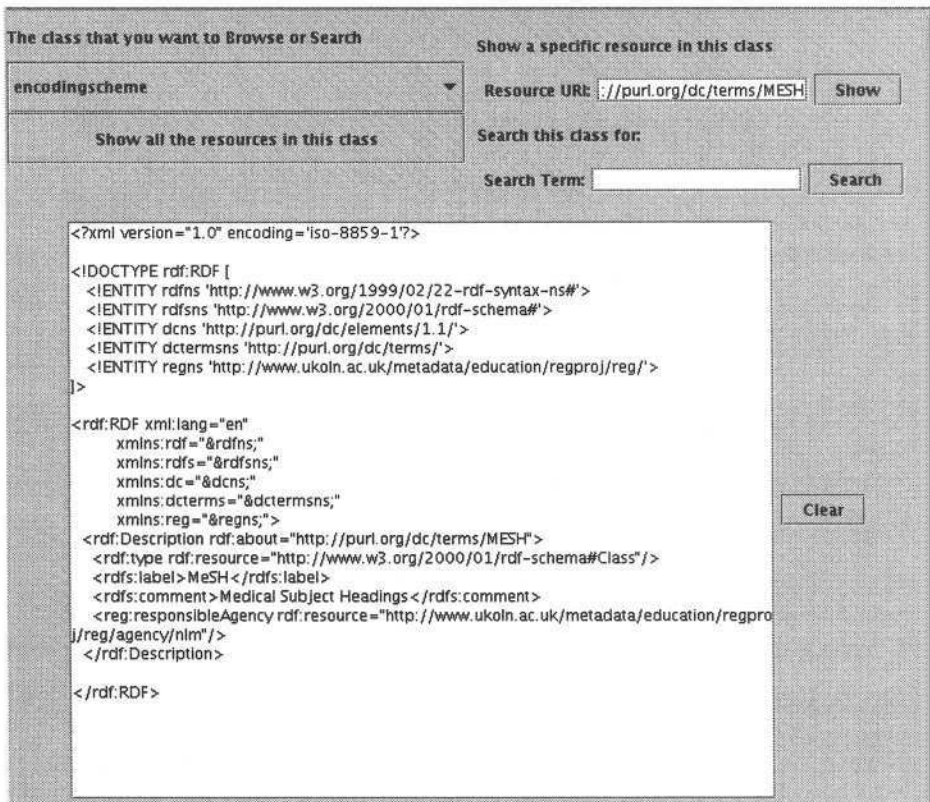 The class that you want to Browse or Search
encodingscheme
Show all the resources in this class
Show a specific resource in this class
Resource URI: ://purl.org/dc/terms/MESH Show
Search this class for:
Search Term: Search
<?xml version="1.0" encoding='iso-8859-1'?>
<!DOCTYPE rdf:RDF [
<!ENTITY rdfns 'http://www.w3.org/1999/02/22-rdf-syntax-ns#'>
<!ENTITY rdfsns 'http://www.w3.org/2000/01/rdf-schema#'>
<!ENTITY dcns 'http://purl.org/dc/elements/1.1/'>
<!ENTITY dctermsns 'http://purl.org/dc/terms/'>
<!ENTITY regns 'http://www.ukoln.ac.uk/metadata/education/regproj/reg/'>
]>
<rdf:RDF xml:lang="en"
xmlns:rdf="&rdfns;"
xmlns:rdfs="&rdfsns;"
xmlns:dc="&dcns;"
xmlns:dcterms="&dctermsns;"
xmlns:reg="&regns;">
<rdf:Description rdf:about="http://purl.org/dc/terms/MESH">
<rdf:type rdf:resource="http://www.w3.org/2000/01/rdf-schema#Class"/>
<rdfs:label>MeSH</rdfs:label>
<rdfs:comment>Medical Subject Headings</rdfs:comment>
<reg:responsibleAgency rdf:resource="http://www.ukoln.ac.uk/metadata/education/regpro
j/reg/agency/nlm"/>
</rdf:Description>
</rdf:RDF>
Clear